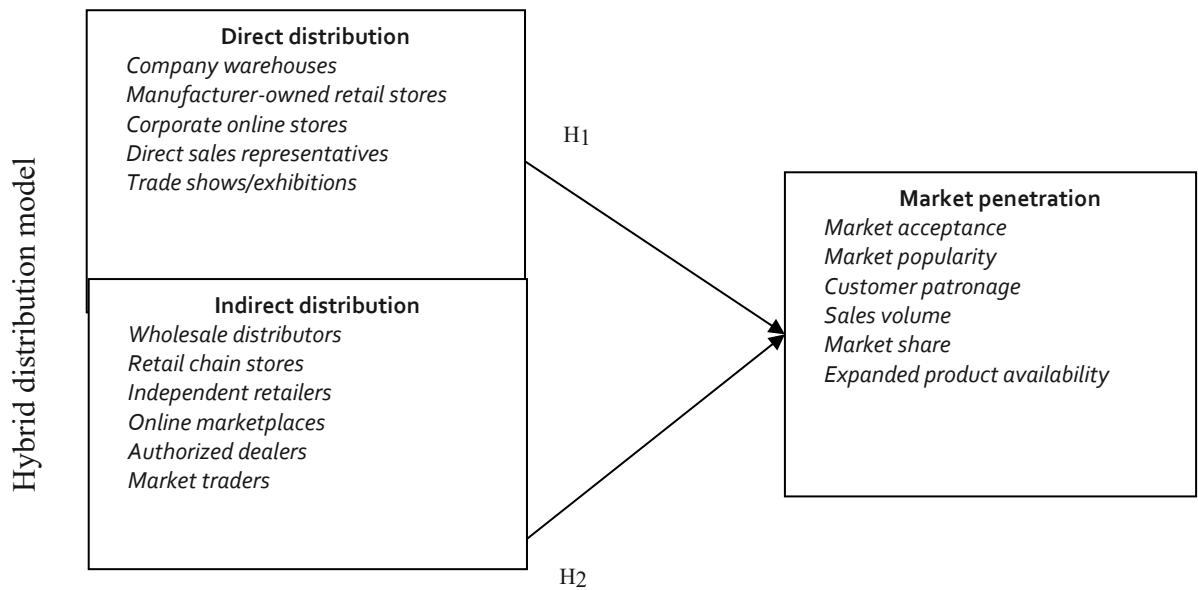 Hybrid distribution model
Direct distribution
Company warehouses
Manufacturer-owned retail stores
Corporate online stores
Direct sales representatives
Trade shows/exhibitions
H1
Indirect distribution
Wholesale distributors
Retail chain stores
Independent retailers
Online marketplaces
Authorized dealers
Market traders
H2
Market penetration
Market acceptance
Market popularity
Customer patronage
Sales volume
Market share
Expanded product availability